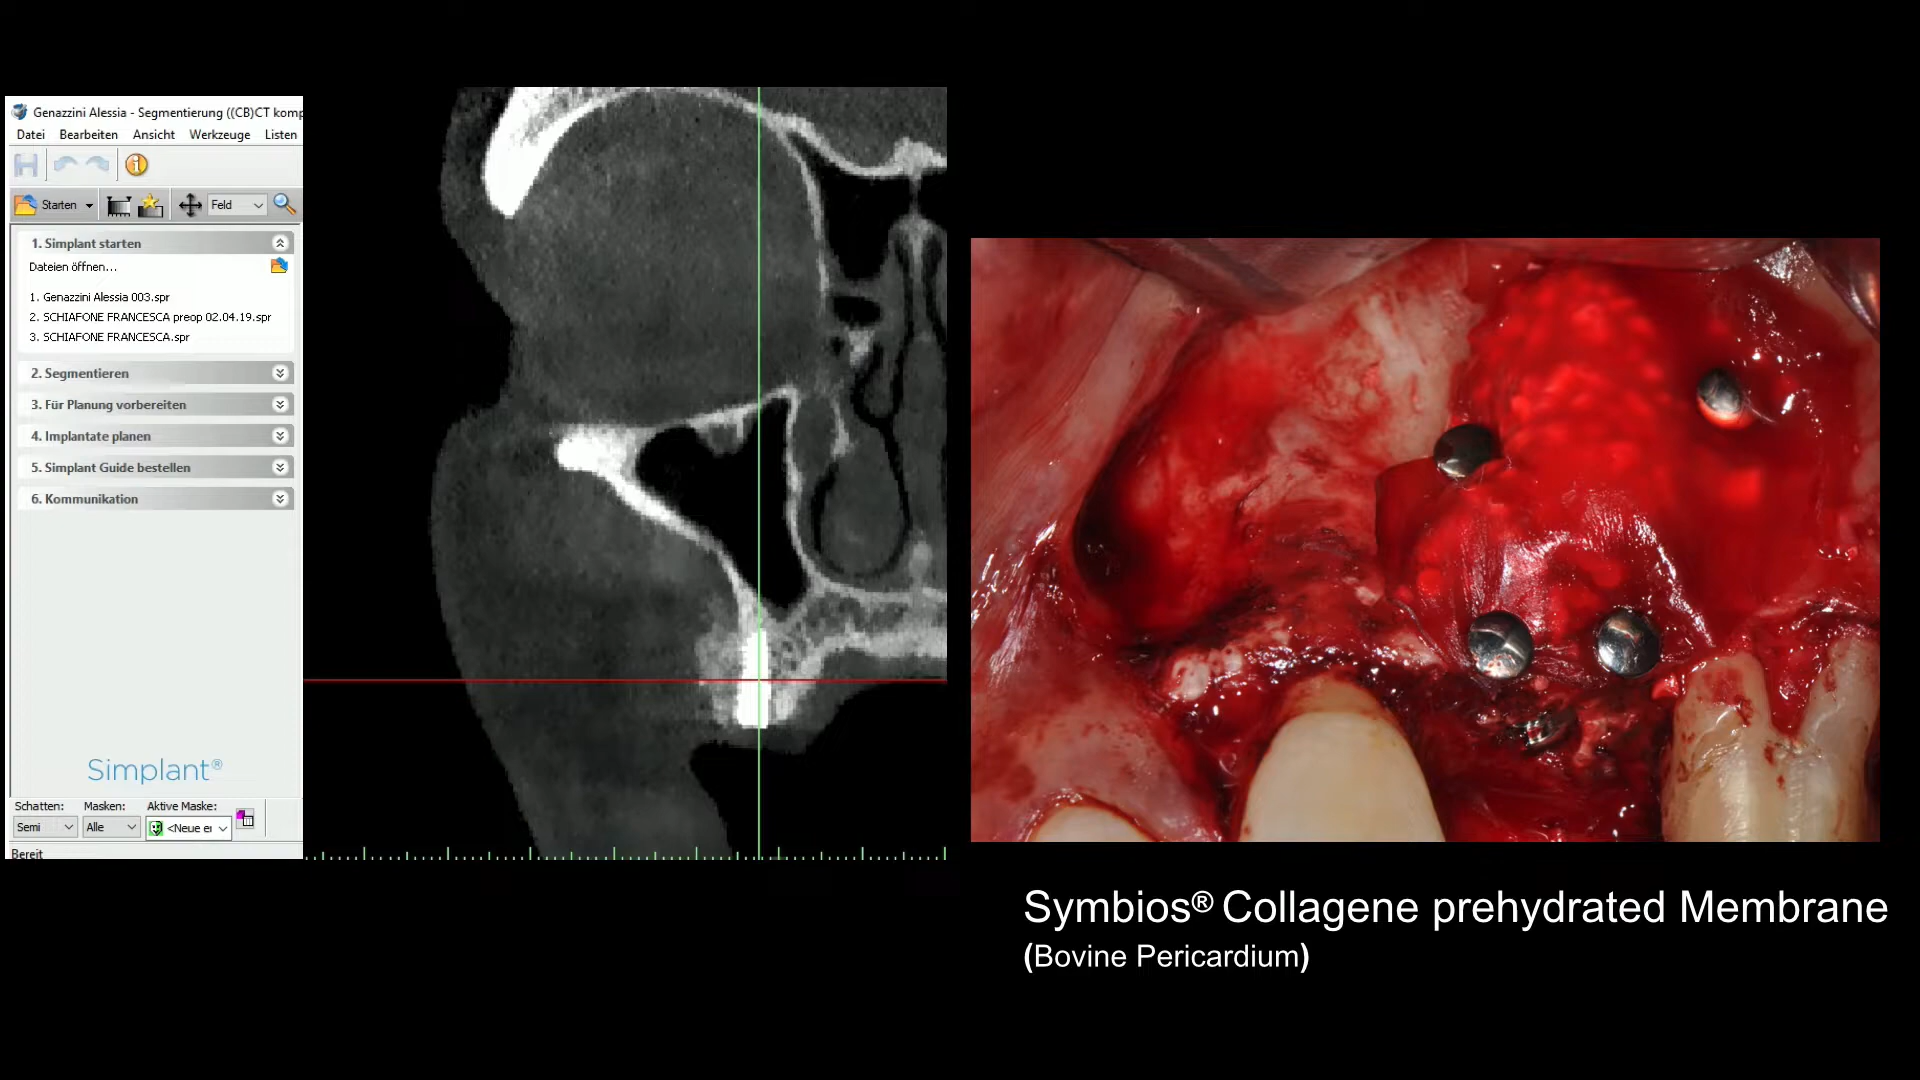 Genazzini Alessia - Segmentierung ((CB)CT komp
Datei Bearbeiten Ansicht Werkzeuge Listen
Starten Feld
1. Simplant starten
Dateien öffnen...
1. Genazzini Alessia 003.spr
2. SCHIAFONE FRANCESCA preop 02.04.19.spr
3. SCHIAFONE FRANCESCA.spr
2. Segmentieren
3. Für Planung vorbereiten
4. Implantate planen
5. Simplant Guide bestellen
6. Kommunikation
Simplant®
Schatten: Masken: Aktive Maske:
Semi Alle <Neue er
Bereit
Symbios® Collagene prehydrated Membrane
(Bovine Pericardium)